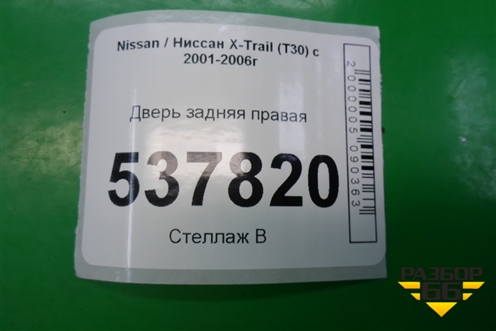 Nissan / Ниссан X-Trail (T30) с
2001-2006г
Дверь задняя правая
537820
Стеллаж В
2000005090363
РАЗБОР
66